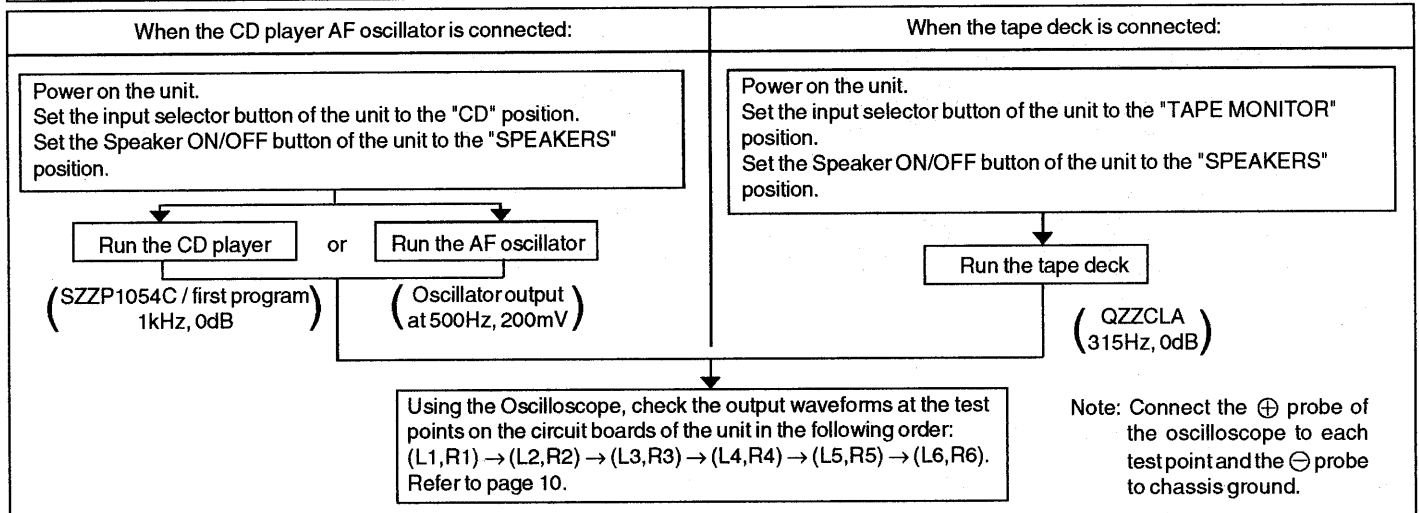 When the CD player AF oscillator is connected:
Power on the unit.
Set the input selector button of the unit to the "CD" position.
Set the Speaker ON/OFF button of the unit to the "SPEAKERS"
position.
Run the CD player
or
Run the AF oscillator
(SZZP1054C / first program
1kHz, 0dB)
(Oscillator output
at 500Hz, 200mV)
When the tape deck is connected:
Power on the unit.
Set the input selector button of the unit to the "TAPE MONITOR"
position.
Set the Speaker ON/OFF button of the unit to the "SPEAKERS"
position.
Run the tape deck
(QZZCLA
315Hz, 0dB)
Using the Oscilloscope, check the output waveforms at the test
points on the circuit boards of the unit in the following order:
(L1,R1) → (L2,R2) → (L3,R3) → (L4,R4) → (L5,R5) → (L6,R6).
Refer to page 10.
Note: Connect the ⊕ probe of
the oscilloscope to each
test point and the ⊖ probe
to chassis ground.